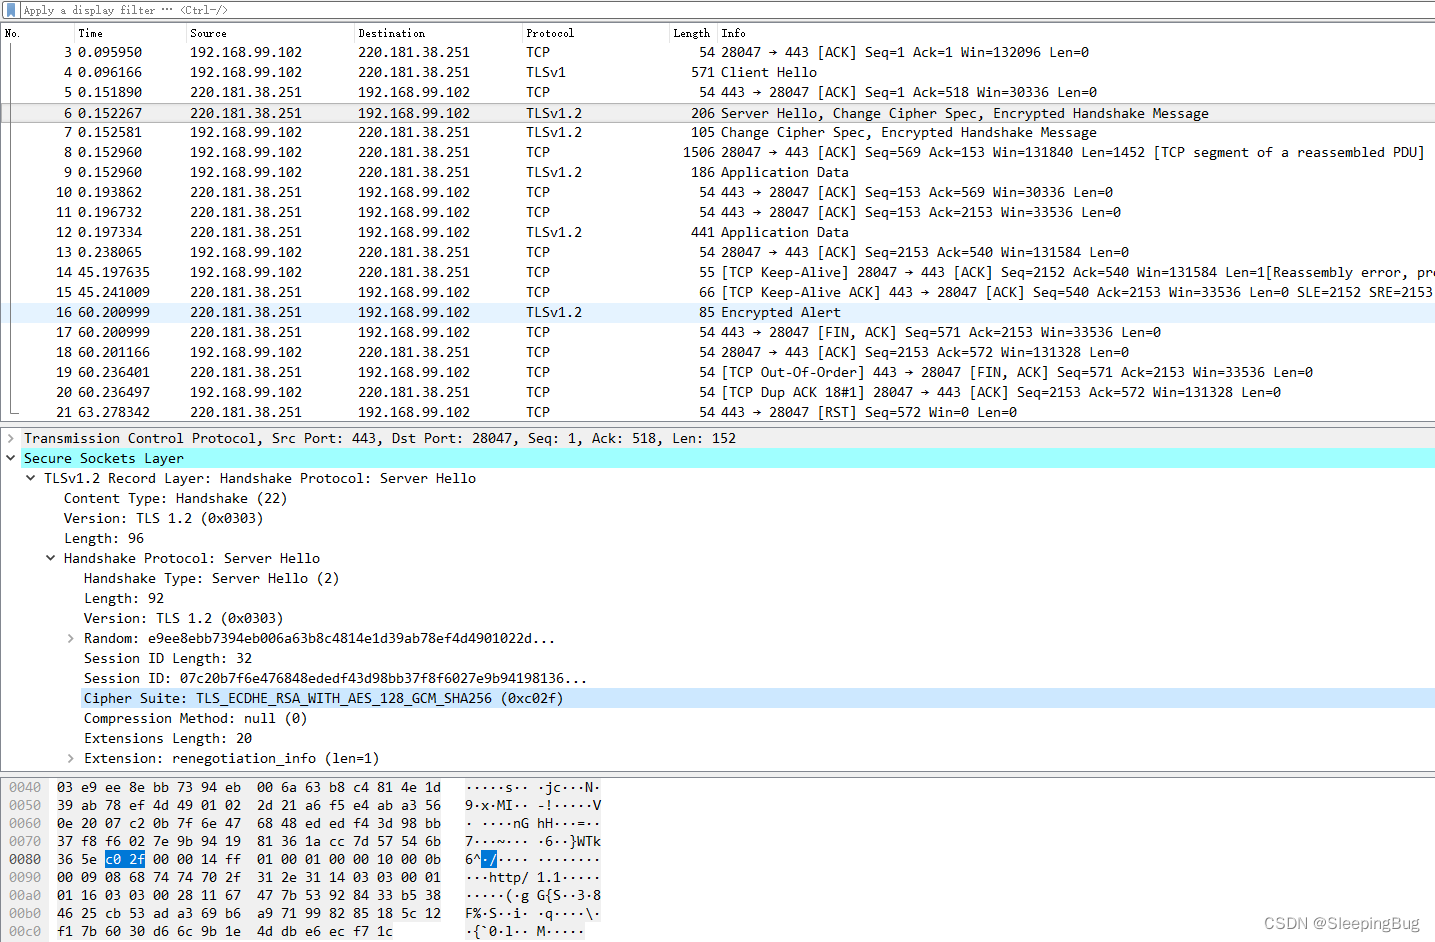 Apply a display filter ··· <Ctrl-/>
No. Time Source Destination Protocol Length Info
3 0.095950 192.168.99.102 220.181.38.251 TCP 54 28047 → 443 [ACK] Seq=1 Ack=1 Win=132096 Len=0
4 0.096166 192.168.99.102 220.181.38.251 TLSv1 571 Client Hello
5 0.151890 220.181.38.251 192.168.99.102 TCP 54 443 → 28047 [ACK] Seq=1 Ack=518 Win=30336 Len=0
6 0.152267 220.181.38.251 192.168.99.102 TLSv1.2 206 Server Hello, Change Cipher Spec, Encrypted Handshake Message
7 0.152581 192.168.99.102 220.181.38.251 TLSv1.2 105 Change Cipher Spec, Encrypted Handshake Message
8 0.152960 192.168.99.102 220.181.38.251 TCP 1506 28047 → 443 [ACK] Seq=569 Ack=153 Win=131840 Len=1452 [TCP segment of a reassembled PDU]
9 0.152960 192.168.99.102 220.181.38.251 TLSv1.2 186 Application Data
10 0.193862 220.181.38.251 192.168.99.102 TCP 54 443 → 28047 [ACK] Seq=153 Ack=569 Win=30336 Len=0
11 0.196732 220.181.38.251 192.168.99.102 TCP 54 443 → 28047 [ACK] Seq=153 Ack=2153 Win=33536 Len=0
12 0.197334 220.181.38.251 192.168.99.102 TLSv1.2 441 Application Data
13 0.238065 192.168.99.102 220.181.38.251 TCP 54 28047 → 443 [ACK] Seq=2153 Ack=540 Win=131584 Len=0
14 45.197635 192.168.99.102 220.181.38.251 TCP 55 [TCP Keep-Alive] 28047 → 443 [ACK] Seq=2152 Ack=540 Win=131584 Len=1[Reassembly error, pro
15 45.241009 220.181.38.251 192.168.99.102 TCP 66 [TCP Keep-Alive ACK] 443 → 28047 [ACK] Seq=540 Ack=2153 Win=33536 Len=0 SLE=2152 SRE=2153
16 60.200999 220.181.38.251 192.168.99.102 TLSv1.2 85 Encrypted Alert
17 60.200999 220.181.38.251 192.168.99.102 TCP 54 443 → 28047 [FIN, ACK] Seq=571 Ack=2153 Win=33536 Len=0
18 60.201166 192.168.99.102 220.181.38.251 TCP 54 28047 → 443 [ACK] Seq=2153 Ack=572 Win=131328 Len=0
19 60.236401 220.181.38.251 192.168.99.102 TCP 54 [TCP Out-Of-Order] 443 → 28047 [FIN, ACK] Seq=571 Ack=2153 Win=33536 Len=0
20 60.236497 192.168.99.102 220.181.38.251 TCP 54 [TCP Dup ACK 18#1] 28047 → 443 [ACK] Seq=2153 Ack=572 Win=131328 Len=0
21 63.278342 220.181.38.251 192.168.99.102 TCP 54 443 → 28047 [RST] Seq=572 Win=0 Len=0
Transmission Control Protocol, Src Port: 443, Dst Port: 28047, Seq: 1, Ack: 518, Len: 152
Secure Sockets Layer
TLSv1.2 Record Layer: Handshake Protocol: Server Hello
Content Type: Handshake (22)
Version: TLS 1.2 (0x0303)
Length: 96
Handshake Protocol: Server Hello
Handshake Type: Server Hello (2)
Length: 92
Version: TLS 1.2 (0x0303)
Random: e9ee8ebb7394eb006a63b8c4814e1d39ab78ef4d4901022d...
Session ID Length: 32
Session ID: 07c20b7f6e476848ededf43d98bb37f8f6027e9b94198136...
Cipher Suite: TLS_ECDHE_RSA_WITH_AES_128_GCM_SHA256 (0xc02f)
Compression Method: null (0)
Extensions Length: 20
Extension: renegotiation_info (len=1)
0040 03 e9 ee 8e bb 73 94 eb 00 6a 63 b8 c4 81 4e 1d ·····s·· ·jc···N·
0050 39 ab 78 ef 4d 49 01 02 2d 21 a6 f5 e4 ab a3 56 9·x·MI·· -!·····V
0060 0e 20 07 c2 0b 7f 6e 47 68 48 ed ed f4 3d 98 bb · ····nG hH···=··
0070 37 f8 f6 02 7e 9b 94 19 81 36 1a cc 7d 57 54 6b 7···~··· ·6··}WTk
0080 36 5e c0 2f 00 00 14 ff 01 00 01 00 00 10 00 0b 6^·/···· ········
0090 00 09 08 68 74 74 70 2f 31 2e 31 14 03 03 00 01 ···http/ 1.1·····
00a0 01 16 03 03 00 28 11 67 47 7b 53 92 84 33 b5 38 ·····(·g G{S··3·8
00b0 46 25 cb 53 ad a3 69 b6 a9 71 99 82 85 18 5c 12 F%·S··i· ·q····\·
00c0 f1 7b 60 30 d6 6c 9b 1e 4d db e6 ec f7 1c ·{`0·l·· M·····
CSDN @SleepingBug